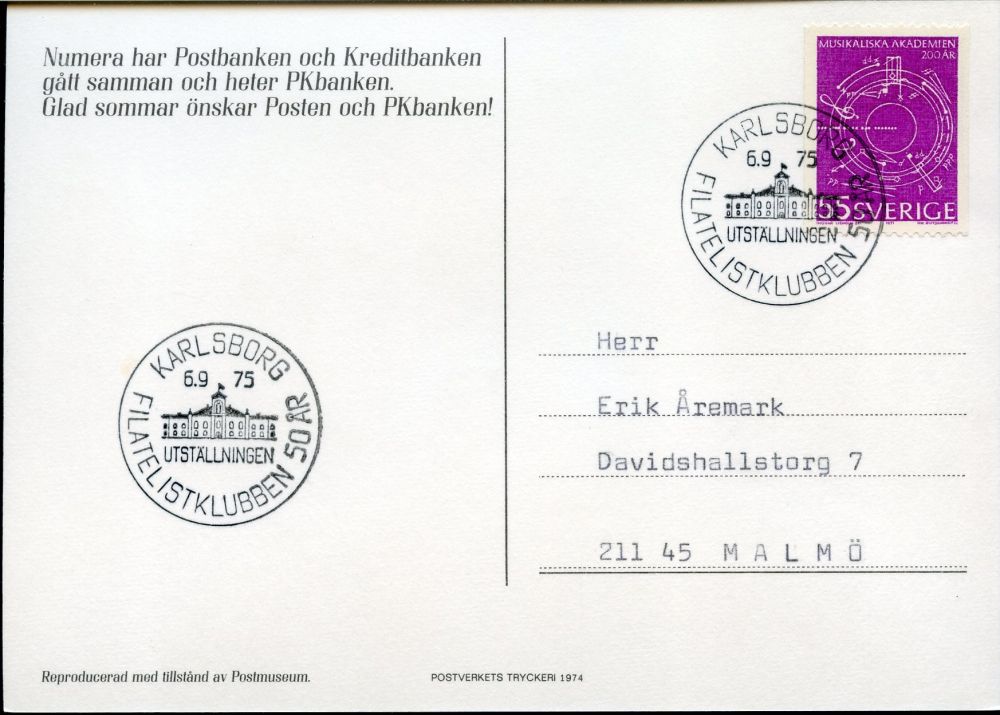 Numera har Postbanken och Kreditbanken
gått samman och heter PKbanken.
Glad sommar önskar Posten och PKbanken!
MUSIKALISKA AKADEMIEN
200 ÅR
55 SVERIGE
KARLSBORG
6.9 75
UTSTÄLLNINGEN
FILATELISTKLUBBEN 50 ÅR
KARLSBORG
6.9 75
UTSTÄLLNINGEN
FILATELISTKLUBBEN 50 ÅR
Herr
Erik Åremark
Davidshallstorg 7
211 45 MALMÖ
Reproducerad med tillstånd av Postmuseum.
POSTVERKETS TRYCKERI 1974